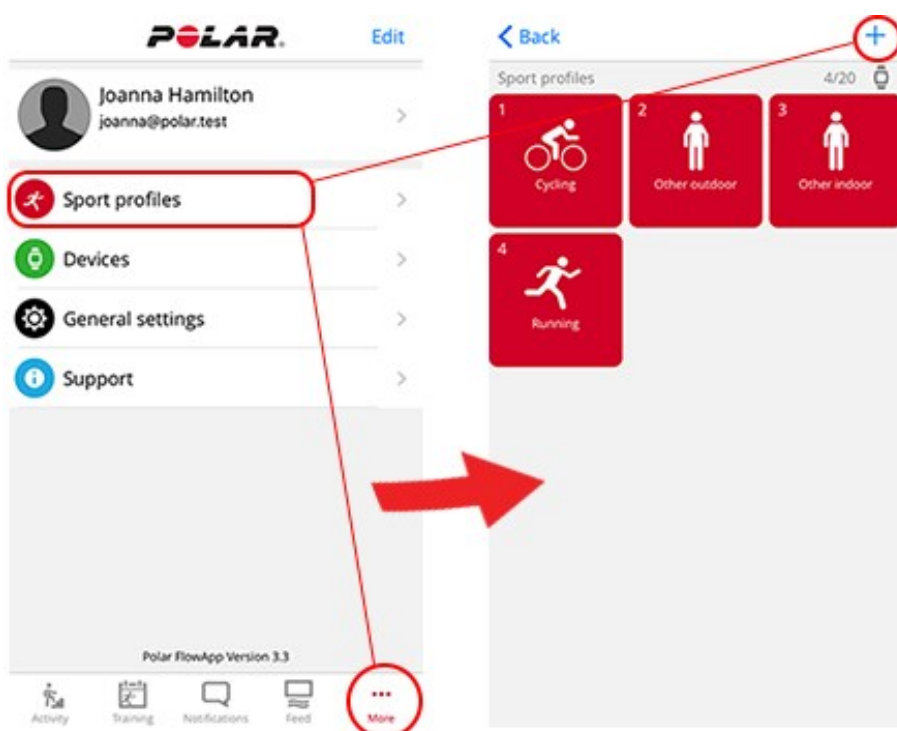 POLAR.
Edit
Joanna Hamilton
joanna@polar.test
Sport profiles
Devices
General settings
Support
Polar FlowApp Version 3.3
Activity
Training
Notifications
Feed
More
Back
+
Sport profiles
4/20
1
Cycling
2
Other outdoor
3
Other indoor
4
Running